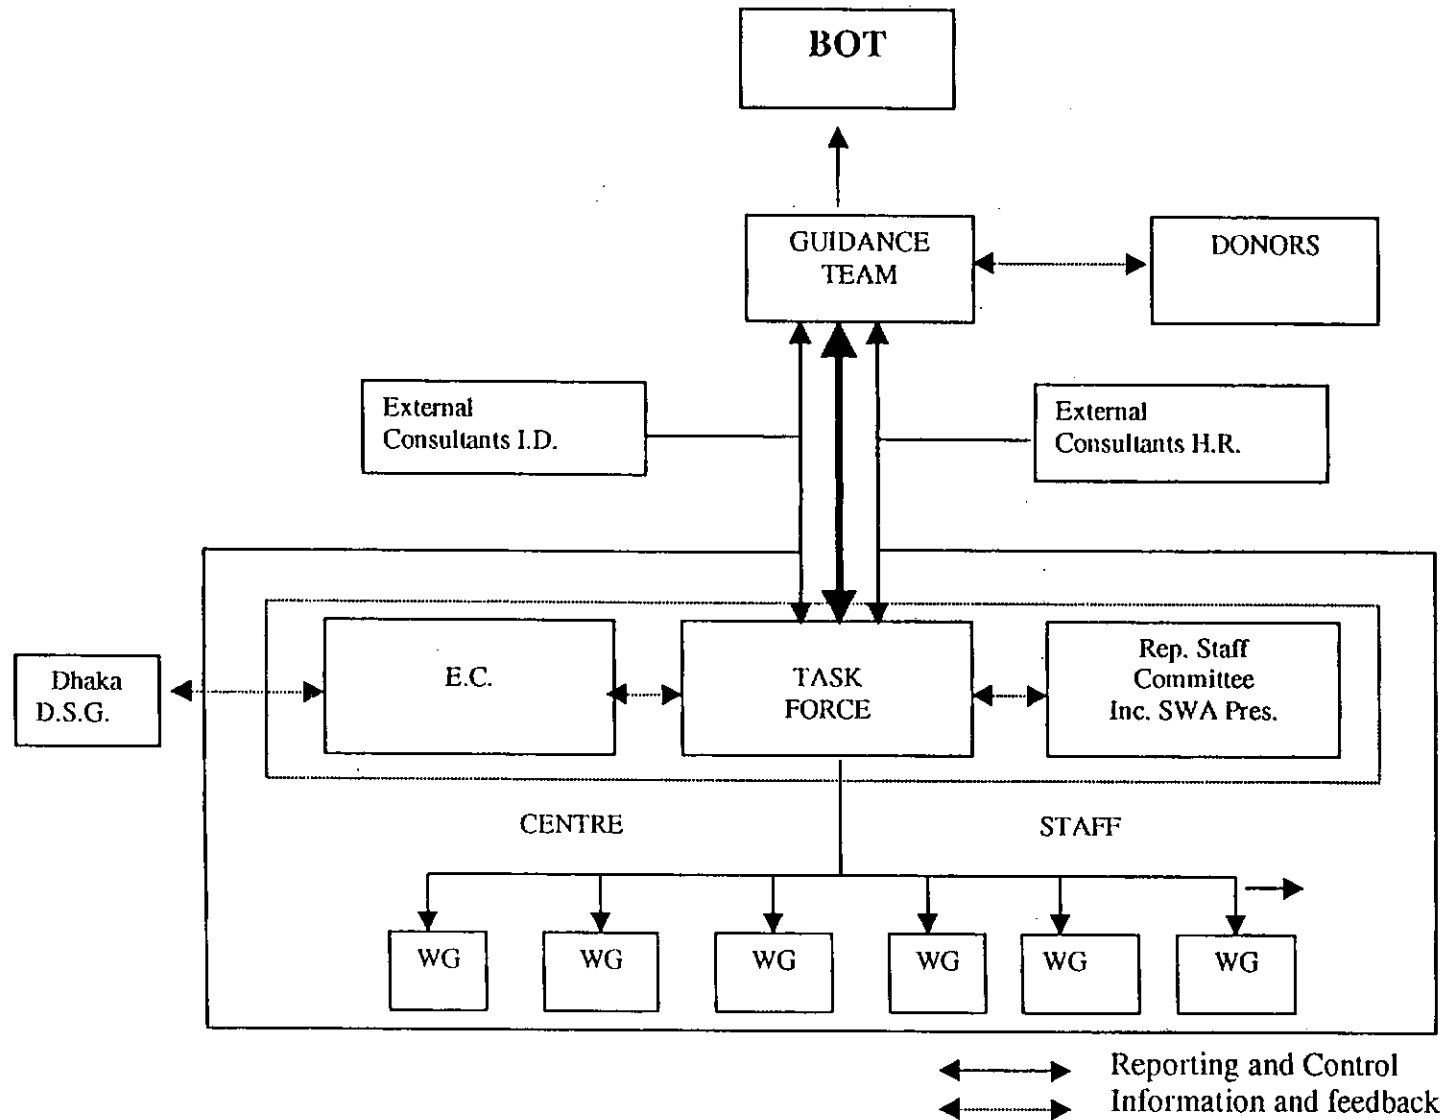 BOT
GUIDANCE
TEAM
DONORS
External
Consultants I.D.
External
Consultants H.R.
Dhaka
D.S.G.
E.C.
TASK
FORCE
Rep. Staff
Committee
Inc. SWA Pres.
CENTRE
STAFF
WG
WG
WG
WG
WG
WG
Reporting and Control
Information and feedback